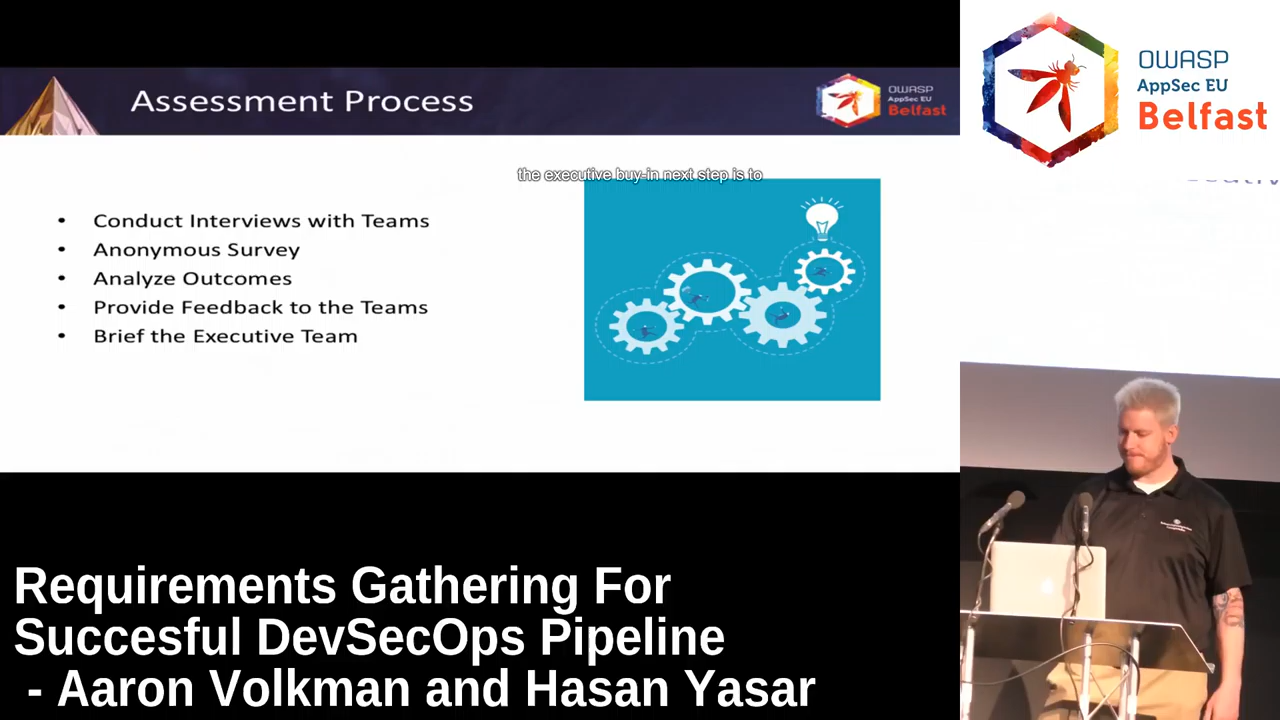 Assessment Process
OWASP
AppSec EU
Belfast
the executive buy-in next step is to
• Conduct Interviews with Teams
• Anonymous Survey
• Analyze Outcomes
• Provide Feedback to the Teams
• Brief the Executive Team
OWASP
AppSec EU
Belfast
Requirements Gathering For
Succesful DevSecOps Pipeline
- Aaron Volkman and Hasan Yasar